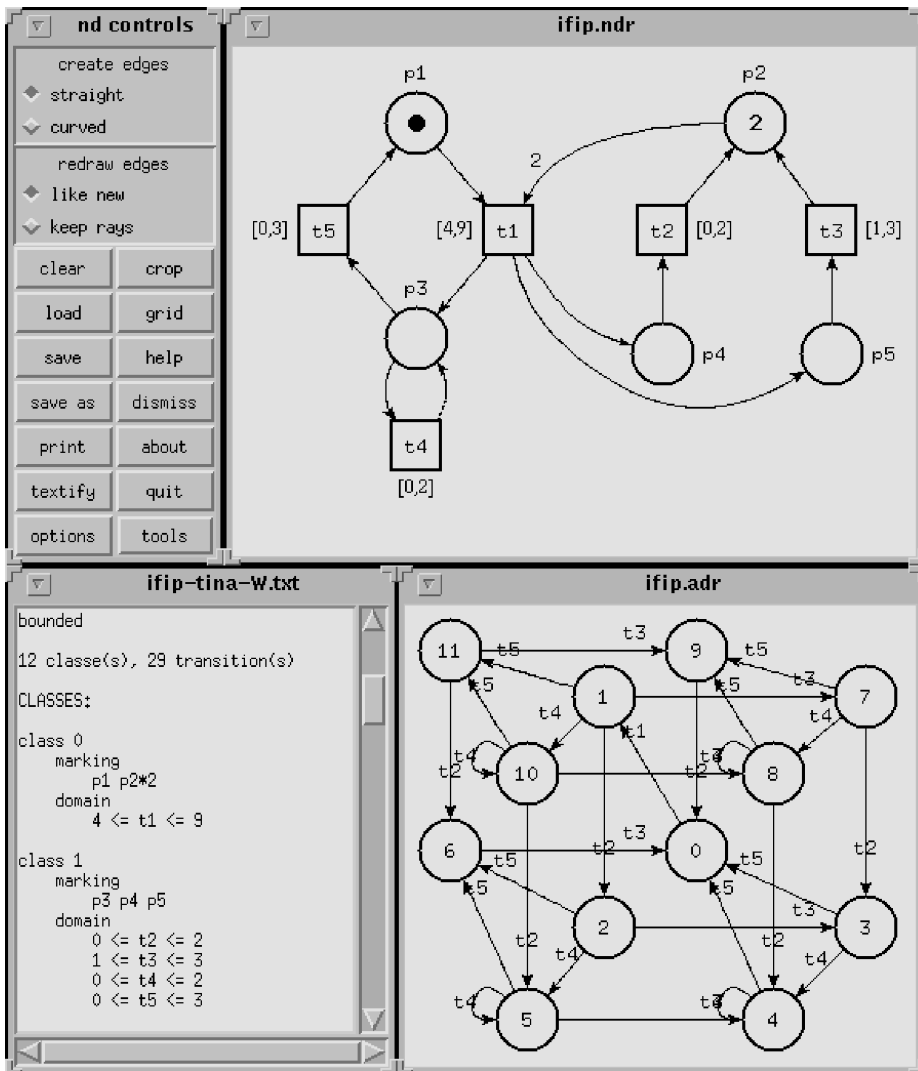 nd controls
create edges
straight
curved
redraw edges
like new
keep rays
clear crop
load grid
save help
save as dismiss
print about
textify quit
options tools
ifip.ndr
p1 p2
2
2
[0,3] t5 [4,9] t1 t2 [0,2] t3 [1,3]
p3
p4 p5
t4
[0,2]
ifip-tina-W.txt
bounded
12 classe(s), 29 transition(s)
CLASSES:
class 0
marking
p1 p2*2
domain
4 <= t1 <= 9
class 1
marking
p3 p4 p5
domain
0 <= t2 <= 2
1 <= t3 <= 3
0 <= t4 <= 2
0 <= t5 <= 3
ifip.adr
11 t5 t3 9 t5
t5 1 t5 t3 7
t4 t1 t4
t4 10 8
t2 t2
6 t5 t3 0 t5
t2 t2
t5 t3
2 3
t2 t4 t2 t4
t4 5 4